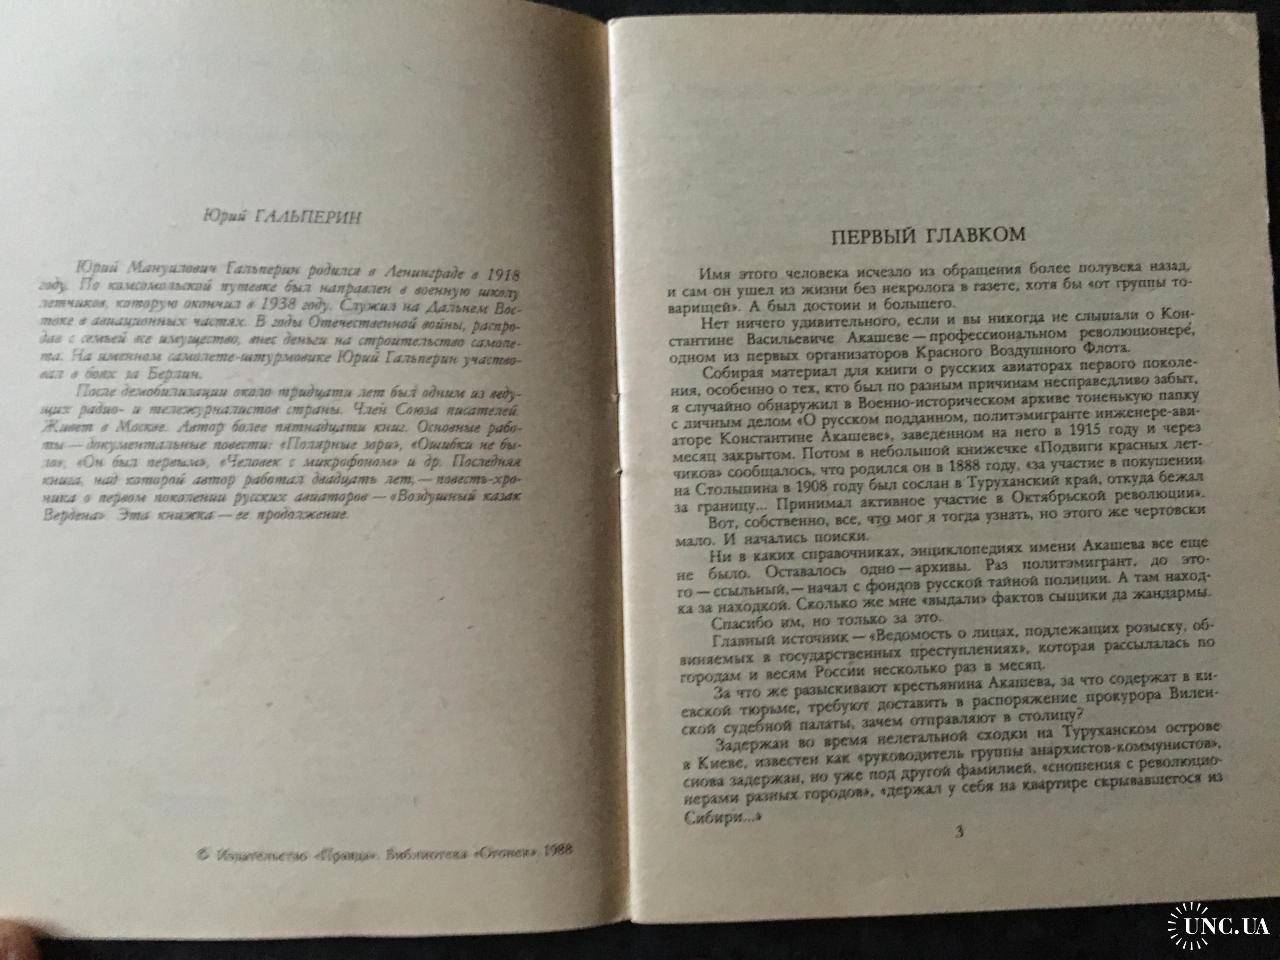 Юрий ГАЛЬПЕРИН
Юрий Мануилович Гальперин родился в Ленинграде в 1918
году. По комсомольской путевке был направлен в военную школу
летчиков, которую окончил в 1938 году. Служил на Дальнем Вос-
токе в авиационных частях. В годы Отечественной войны, распро-
дав с семьей все имущество, внес деньги на строительство самоле-
та. На именном самолете-штурмовике Юрий Гальперин участво-
вал в боях за Берлин.
После демобилизации около тридцати лет был одним из веду-
щих радио- и тележурналистов страны. Член Союза писателей.
Живет в Москве. Автор более пятнадцати книг. Основные рабо-
ты — документальные повести: «Полярные зори», «Ошибки не бы-
ло», «Он был первым», «Человек с микрофоном» и др. Последняя
книга, над которой автор работал двадцать лет, — повесть-хро-
ника о первом поколении русских авиаторов — «Воздушный казак
Вердена». Эта книжка — ее продолжение.
© Издательство «Правда». Библиотека «Огонек», 1988
ПЕРВЫЙ ГЛАВКОМ
Имя этого человека исчезло из обращения более полувека назад,
и сам он ушел из жизни без некролога в газете, хотя бы «от группы то-
варищей». А был достоин и большего.
Нет ничего удивительного, если и вы никогда не слышали о Кон-
стантине Васильевиче Акашеве — профессиональном революционере,
одном из первых организаторов Красного Воздушного Флота.
Собирая материал для книги о русских авиаторах первого поколе-
ния, особенно о тех, кто был по разным причинам несправедливо забыт,
я случайно обнаружил в Военно-историческом архиве тоненькую папку
с личным делом «О русском подданном, политэмигранте инженере-ави-
аторе Константине Акашеве», заведенном на него в 1915 году и через
месяц закрытом. Потом в небольшой книжечке «Подвиги красных лет-
чиков» сообщалось, что родился он в 1888 году, «за участие в покушении
на Столыпина в 1908 году был сослан в Туруханский край, откуда бежал
за границу... Принимал активное участие в Октябрьской революции».
Вот, собственно, все, что мог я тогда узнать, но этого же чертовски
мало. И начались поиски.
Ни в каких справочниках, энциклопедиях имени Акашева все еще
не было. Оставалось одно — архивы. Раз политэмигрант, до это-
го — ссыльный, — начал с фондов русской тайной полиции. А там наход-
ка за находкой. Сколько же мне «выдали» фактов сыщики да жандармы.
Спасибо им, но только за это.
Главный источник — «Ведомость о лицах, подлежащих розыску, об-
виняемых в государственных преступлениях», которая рассылалась по
городам и весям России несколько раз в месяц.
За что же разыскивают крестьянина Акашева, за что содержат в ки-
евской тюрьме, требуют доставить в распоряжение прокурора Вилен-
ской судебной палаты, зачем отправляют в столицу?
Задержан во время нелегальной сходки на Туруханском острове
в Киеве, известен как «руководитель группы анархистов-коммунистов»,
снова задержан, но уже под другой фамилией, «сношения с революцио-
нерами разных городов», «держал у себя на квартире скрывавшегося из
Сибири...»
3
UNC.UA